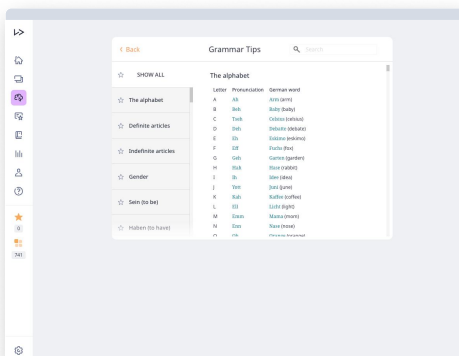 Back
Grammar Tips
Search
SHOW ALL
The alphabet
Definite articles
Indefinite articles
Gender
Sein (to be)
Haben (to have)
0
741
The alphabet
Letter Pronunciation German word
A Ah Arm (arm)
B Beh Baby (baby)
C Tseh Celsius (celsius)
D Deh Debatte (debate)
E Eh Eskimo (eskimo)
F Eff Fuchs (fox)
G Geh Garten (garden)
H Hah Hase (rabbit)
I Ih Idee (idea)
J Yott Juni (june)
K Kah Kaffee (coffee)
L Ell Licht (light)
M Emm Mama (mom)
N Enn Nase (nose)